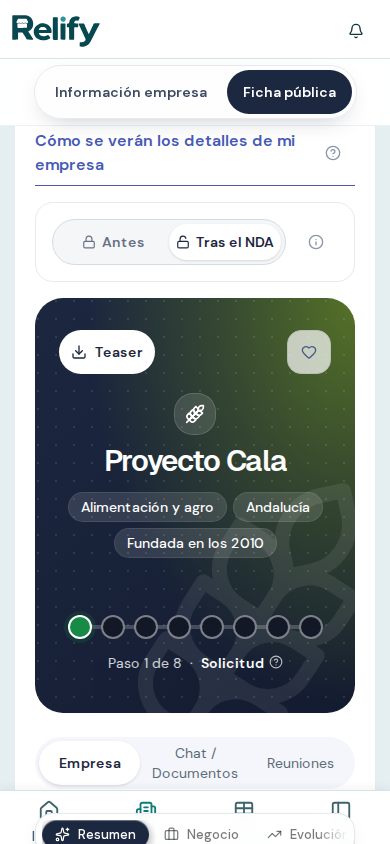 Relify
Información empresa
Ficha pública
Cómo se verán los detalles de mi
empresa
Antes
Tras el NDA
Teaser
Proyecto Cala
Alimentación y agro
Andalucía
Fundada en los 2010
Paso 1 de 8 · Solicitud
Empresa
Chat /
Documentos
Reuniones
Resumen
Negocio
Evolución